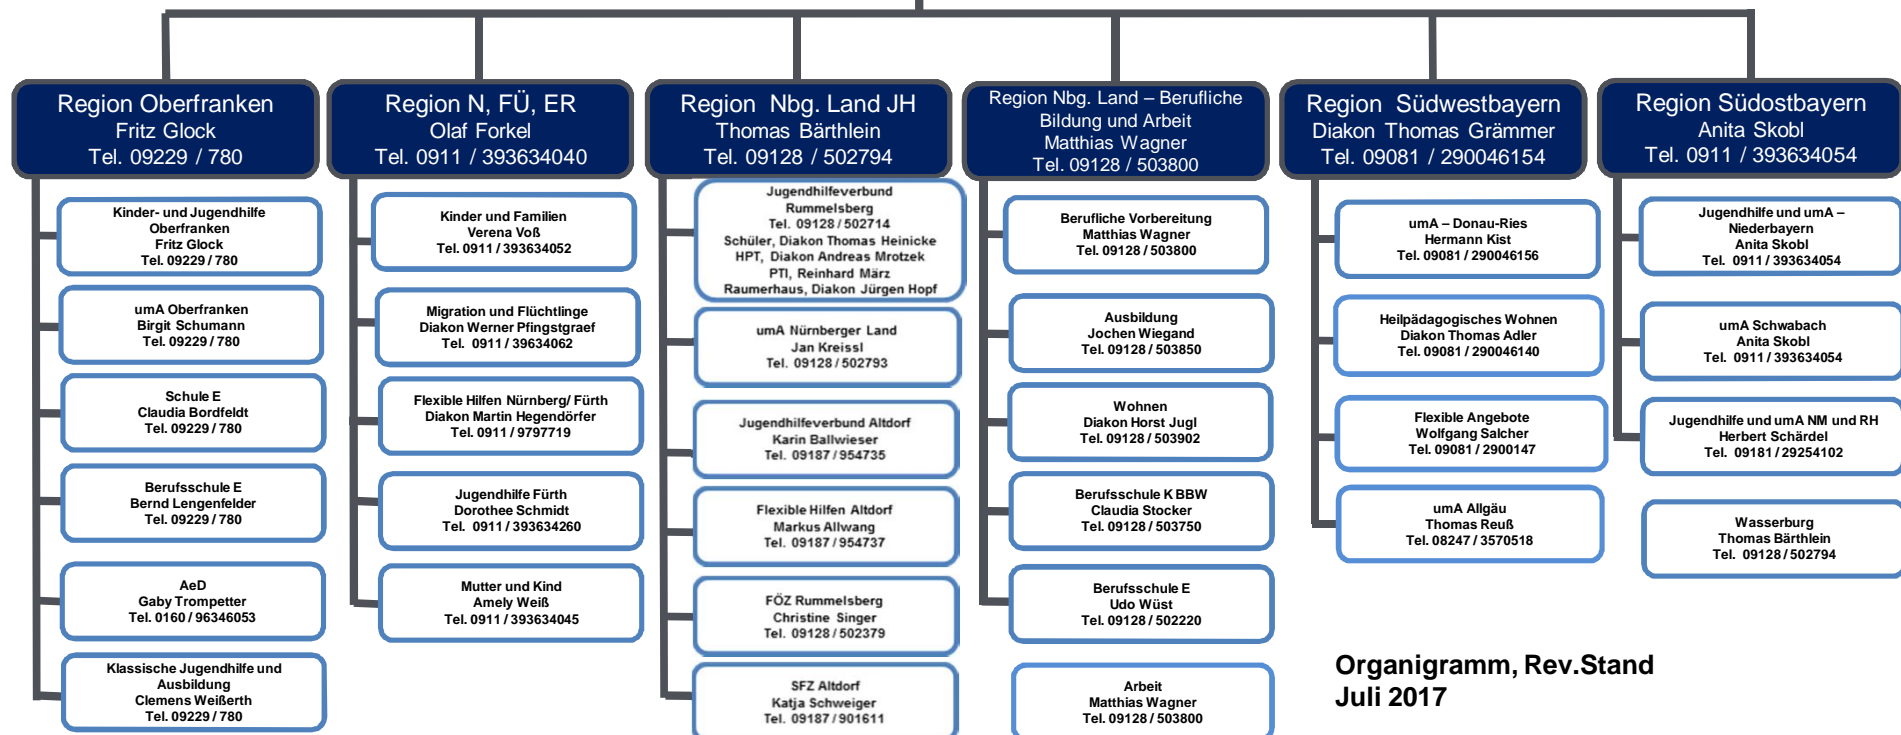 Region Oberfranken
Fritz Glock
Tel. 09229 / 780
Kinder- und Jugendhilfe
Oberfranken
Fritz Glock
Tel. 09229 / 780
umA Oberfranken
Birgit Schumann
Tel. 09229 / 780
Schule E
Claudia Bordfeldt
Tel. 09229 / 780
Berufsschule E
Bernd Lengenfelder
Tel. 09229 / 780
AeD
Gaby Trompetter
Tel. 0160 / 96346053
Klassische Jugendhilfe und
Ausbildung
Clemens Weißerth
Tel. 09229 / 780
Region N, FÜ, ER
Olaf Forkel
Tel. 0911 / 393634040
Kinder und Familien
Verena Voß
Tel. 0911 / 393634052
Migration und Flüchtlinge
Diakon Werner Pfingstgraef
Tel. 0911 / 39634062
Flexible Hilfen Nürnberg/ Fürth
Diakon Martin Hegendörfer
Tel. 0911 / 9797719
Jugendhilfe Fürth
Dorothee Schmidt
Tel. 0911 / 393634260
Mutter und Kind
Amely Weiß
Tel. 0911 / 393634045
Region Nbg. Land JH
Thomas Bärthlein
Tel. 09128 / 502794
Jugendhilfeverbund
Rummelsberg
Tel. 09128 / 502714
Schüler, Diakon Thomas Heinicke
HPT, Diakon Andreas Mrotzek
PTI, Reinhard März
Raumerhaus, Diakon Jürgen Hopf
umA Nürnberger Land
Jan Kreissl
Tel. 09128 / 502793
Jugendhilfeverbund Altdorf
Karin Ballwieser
Tel. 09187 / 954735
Flexible Hilfen Altdorf
Markus Allwang
Tel. 09187 / 954737
FÖZ Rummelsberg
Christine Singer
Tel. 09128 / 502379
SFZ Altdorf
Katja Schweiger
Tel. 09187 / 901611
Region Nbg. Land – Berufliche
Bildung und Arbeit
Matthias Wagner
Tel. 09128 / 503800
Berufliche Vorbereitung
Matthias Wagner
Tel. 09128 / 503800
Ausbildung
Jochen Wiegand
Tel. 09128 / 503850
Wohnen
Diakon Horst Jugl
Tel. 09128 / 503902
Berufsschule K BBW
Claudia Stocker
Tel. 09128 / 503750
Berufsschule E
Udo Wüst
Tel. 09128 / 502220
Arbeit
Matthias Wagner
Tel. 09128 / 503800
Region Südwestbayern
Diakon Thomas Grämmer
Tel. 09081 / 290046154
umA – Donau-Ries
Hermann Kist
Tel. 09081 / 290046156
Heilpädagogisches Wohnen
Diakon Thomas Adler
Tel. 09081 / 290046140
Flexible Angebote
Wolfgang Salcher
Tel. 09081 / 2900147
umA Allgäu
Thomas Reuß
Tel. 08247 / 3570518
Region Südostbayern
Anita Skobl
Tel. 0911 / 393634054
Jugendhilfe und umA –
Niederbayern
Anita Skobl
Tel. 0911 / 393634054
umA Schwabach
Anita Skobl
Tel. 0911 / 393634054
Jugendhilfe und umA NM und RH
Herbert Schärdel
Tel. 09181 / 29254102
Wasserburg
Thomas Bärthlein
Tel. 09128 / 502794
Organigramm, Rev.Stand
Juli 2017